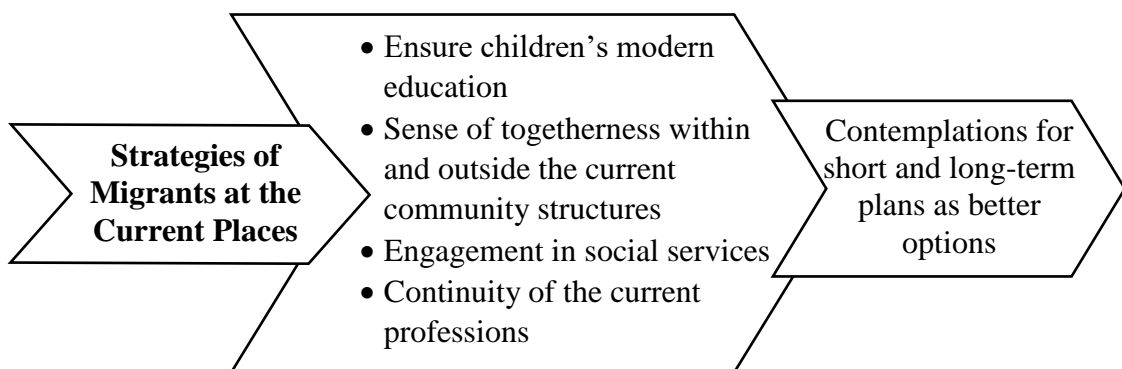 Strategies of
Migrants at the
Current Places
• Ensure children’s modern
education
• Sense of togetherness within
and outside the current
community structures
• Engagement in social services
• Continuity of the current
professions
Contemplations for
short and long-term
plans as better
options